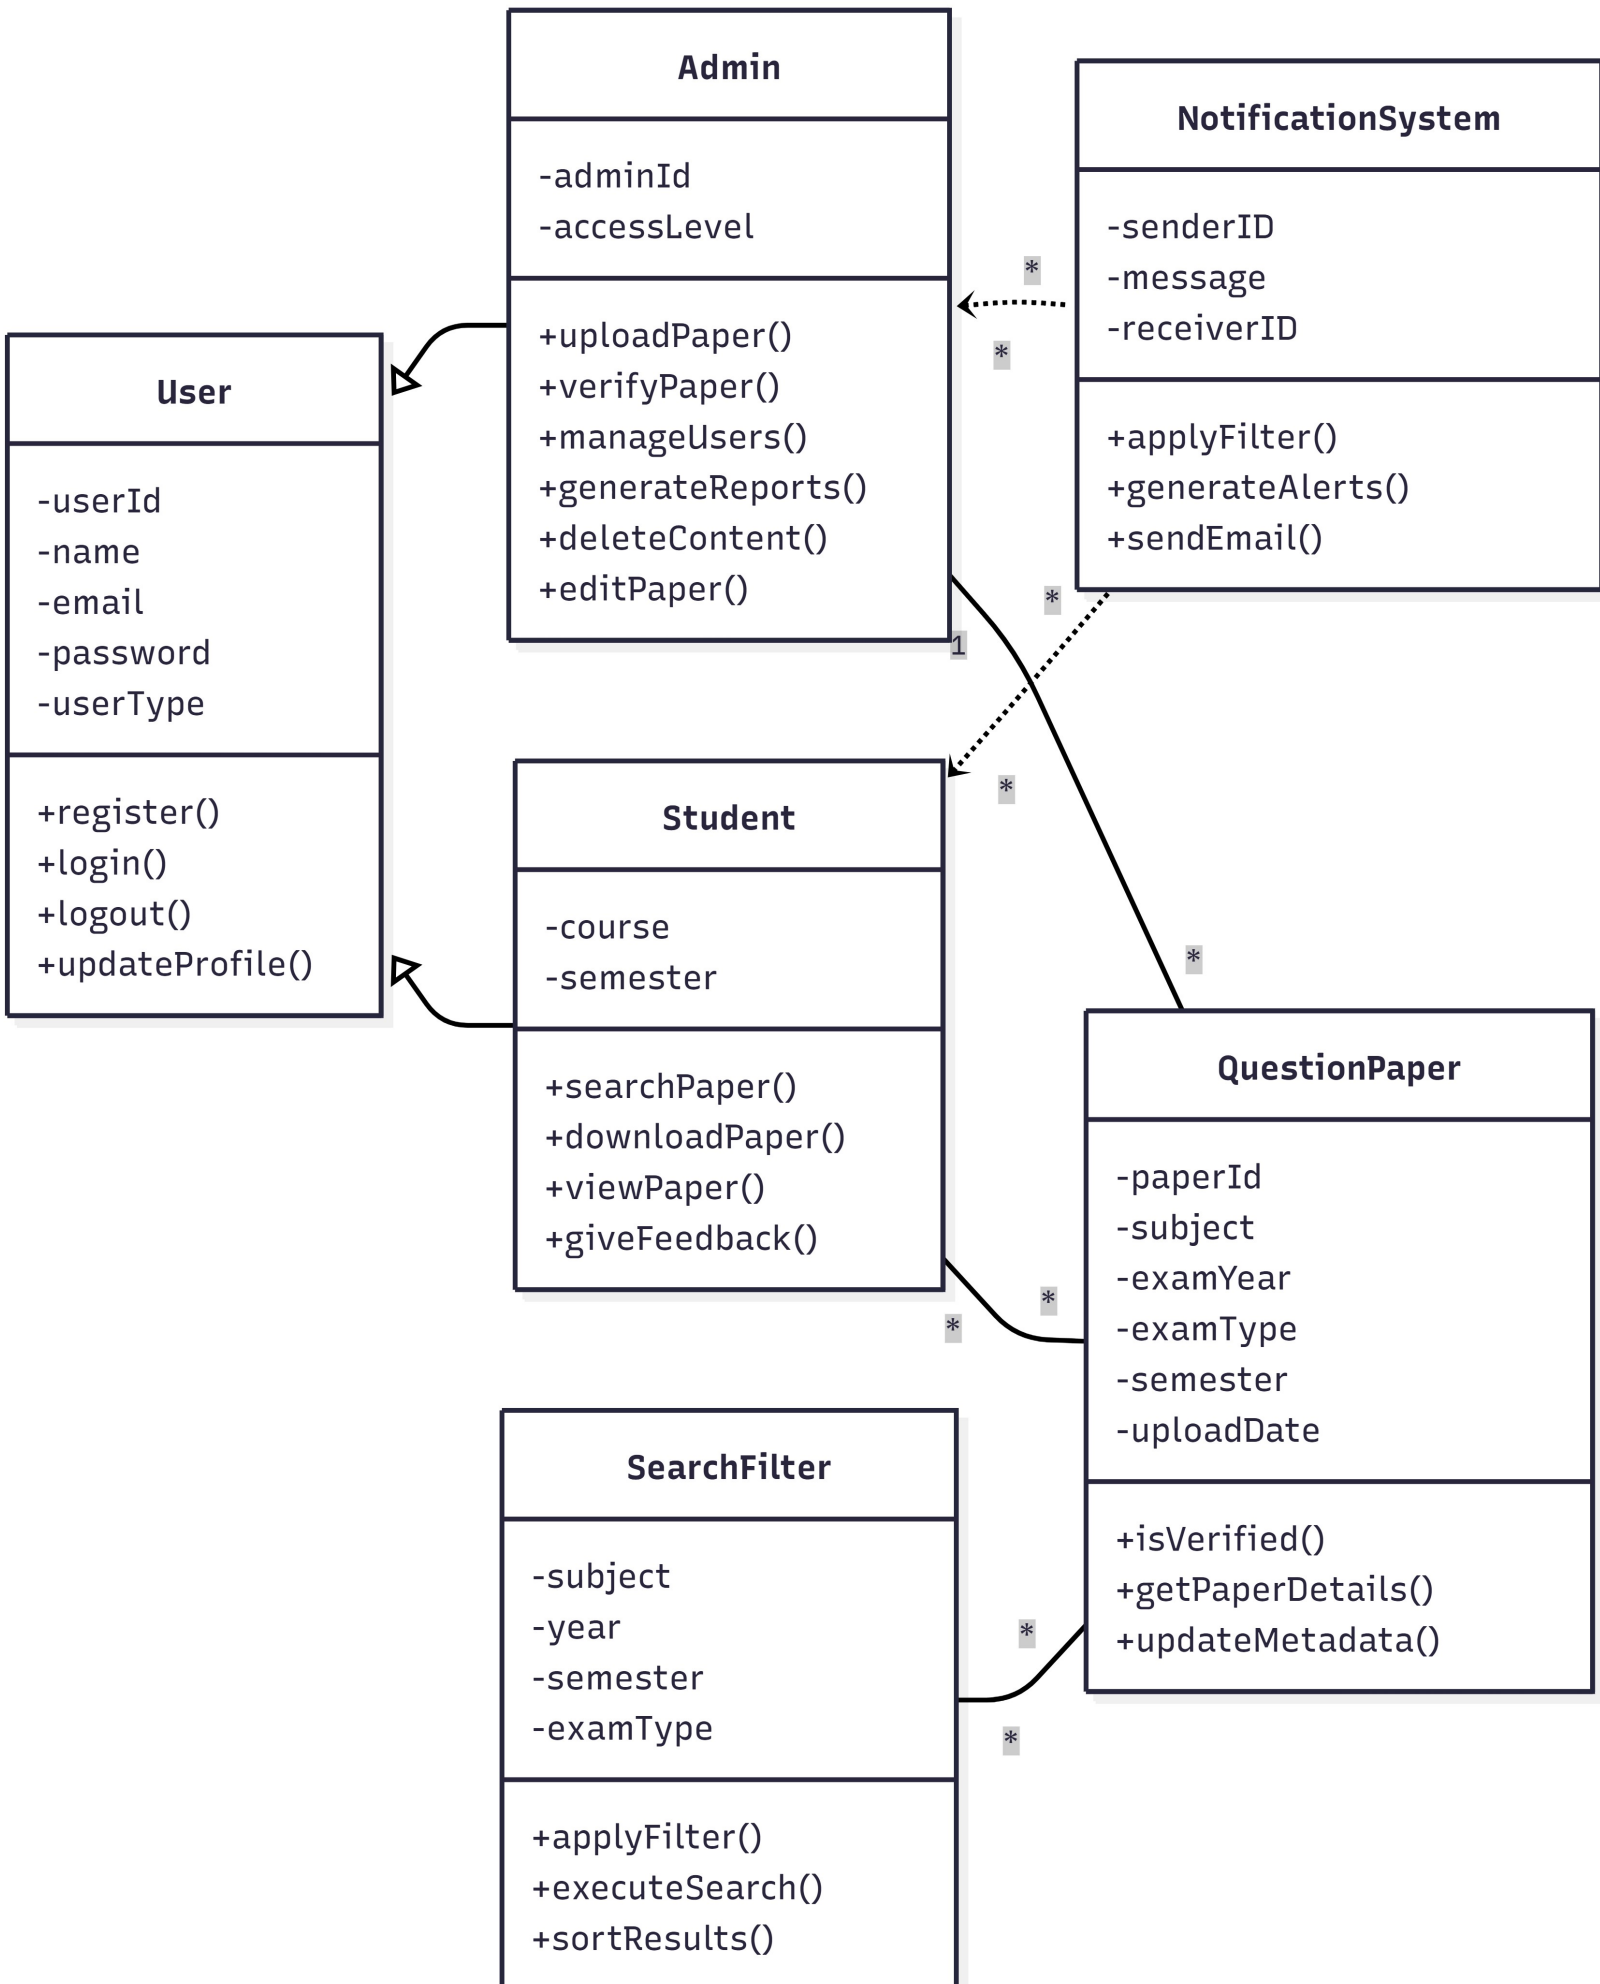 User
-userId
-name
-email
-password
-userType
+register()
+login()
+logout()
+updateProfile()
Admin
-adminId
-accessLevel
+uploadPaper()
+verifyPaper()
+manageUsers()
+generateReports()
+deleteContent()
+editPaper()
1
*
*
*
*
NotificationSystem
-senderID
-message
-receiverID
+applyFilter()
+generateAlerts()
+sendEmail()
Student
-course
-semester
+searchPaper()
+downloadPaper()
+viewPaper()
+giveFeedback()
*
*
*
QuestionPaper
-paperId
-subject
-examYear
-examType
-semester
-uploadDate
+isVerified()
+getPaperDetails()
+updateMetadata()
SearchFilter
-subject
-year
-semester
-examType
+applyFilter()
+executeSearch()
+sortResults()
*
*